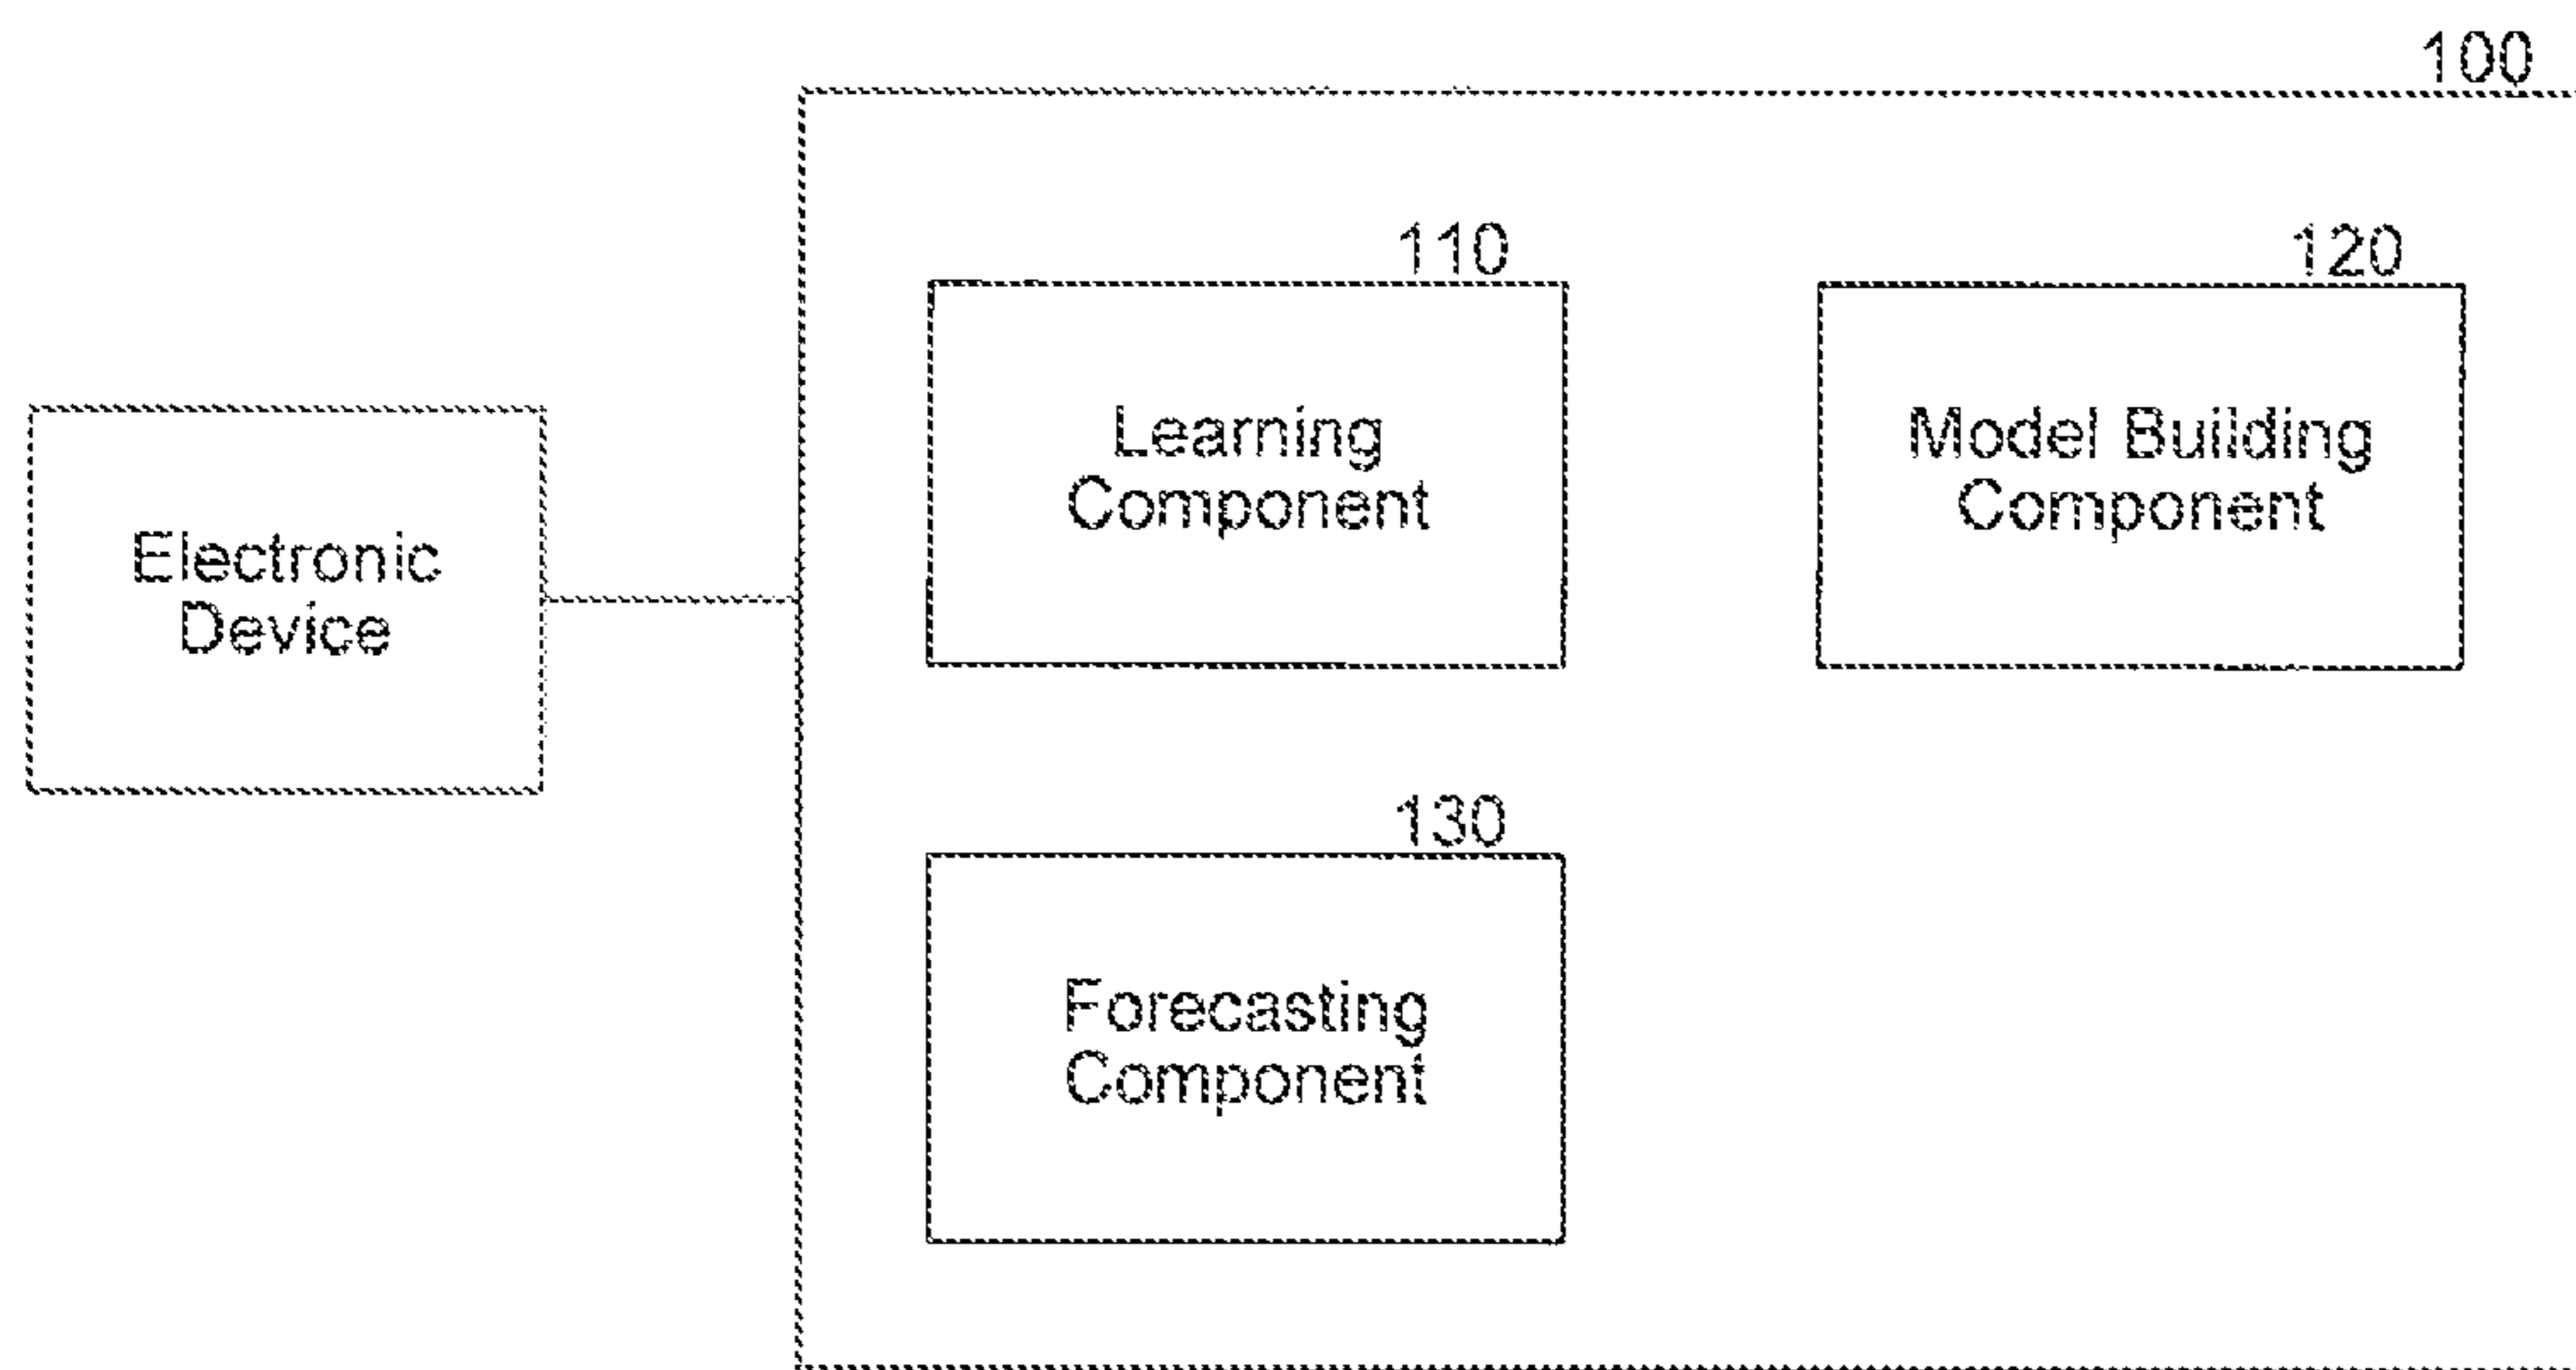 100
110
120
Learning
Component
Model Building
Component
Electronic
Device
130
Forecasting
Component